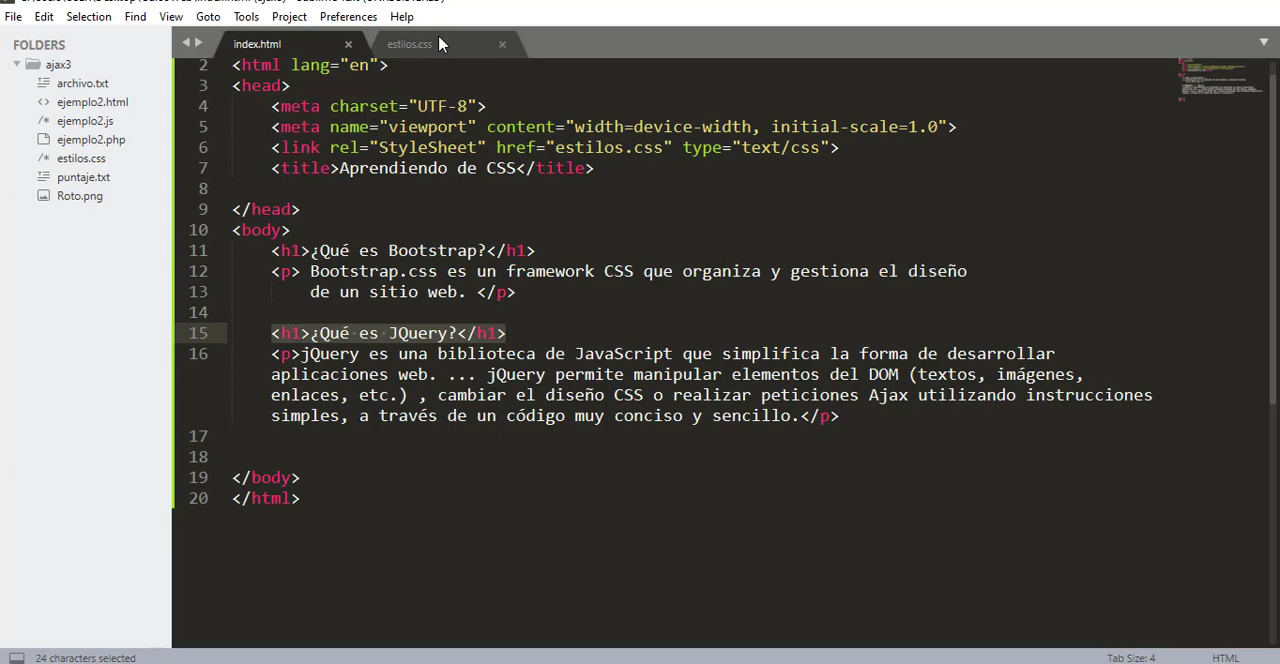 File Edit Selection Find View Goto Tools Project Preferences Help
FOLDERS
ajax3
archivo.txt
ejemplo2.html
ejemplo2.js
ejemplo2.php
estilos.css
puntaje.txt
Roto.png
index.html × estilos.css ×
2 <html lang="en">
3 <head>
4 <meta charset="UTF-8">
5 <meta name="viewport" content="width=device-width, initial-scale=1.0">
6 <link rel="StyleSheet" href="estilos.css" type="text/css">
7 <title>Aprendiendo de CSS</title>
8
9 </head>
10 <body>
11 <h1>¿Qué es Bootstrap?</h1>
12 <p> Bootstrap.css es un framework CSS que organiza y gestiona el diseño
13 de un sitio web. </p>
14
15 <h1>¿Qué es JQuery?</h1>
16 <p>jQuery es una biblioteca de JavaScript que simplifica la forma de desarrollar
aplicaciones web. ... jQuery permite manipular elementos del DOM (textos, imágenes,
enlaces, etc.) , cambiar el diseño CSS o realizar peticiones Ajax utilizando instrucciones
simples, a través de un código muy conciso y sencillo.</p>
17
18
19 </body>
20 </html>
24 characters selected
Tab Size: 4
HTML